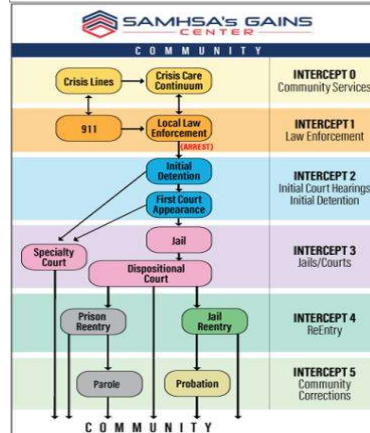 SAMHSA's GAINS
CENTER
COMMUNITY
Crisis Lines
Crisis Care
Continuum
INTERCEPT 0
Community Services
911
Local Law
Enforcement
INTERCEPT 1
Law Enforcement
(ARREST)
Initial
Detention
First Court
Appearance
INTERCEPT 2
Initial Court Hearings
Initial Detention
Specialty
Court
Jail
Dispositional
Court
INTERCEPT 3
Jails/Courts
Prison
Reentry
Jail
Reentry
INTERCEPT 4
ReEntry
Parole
Probation
INTERCEPT 5
Community
Corrections
COMMUNITY